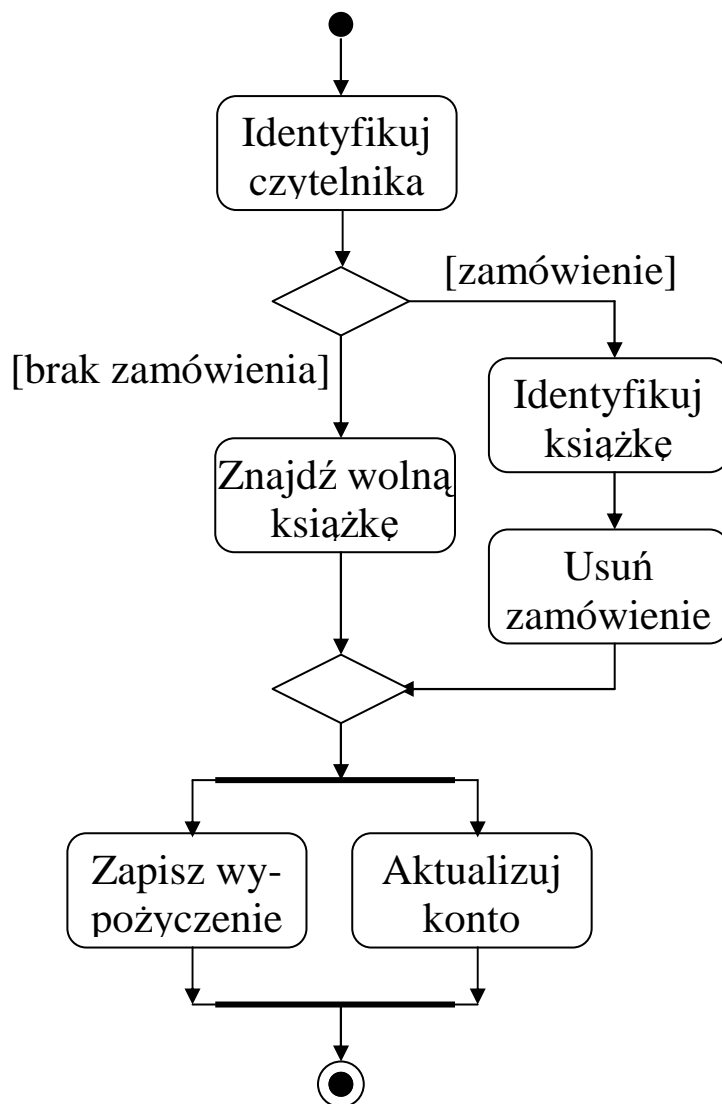 Identyfikuj
czytelnika
[zamówienie]
[brak zamówienia]
Identyfikuj
książkę
Znajdź wolną
książkę
Usuń
zamówienie
Zapisz wy-
pożyczenie
Aktualizuj
konto